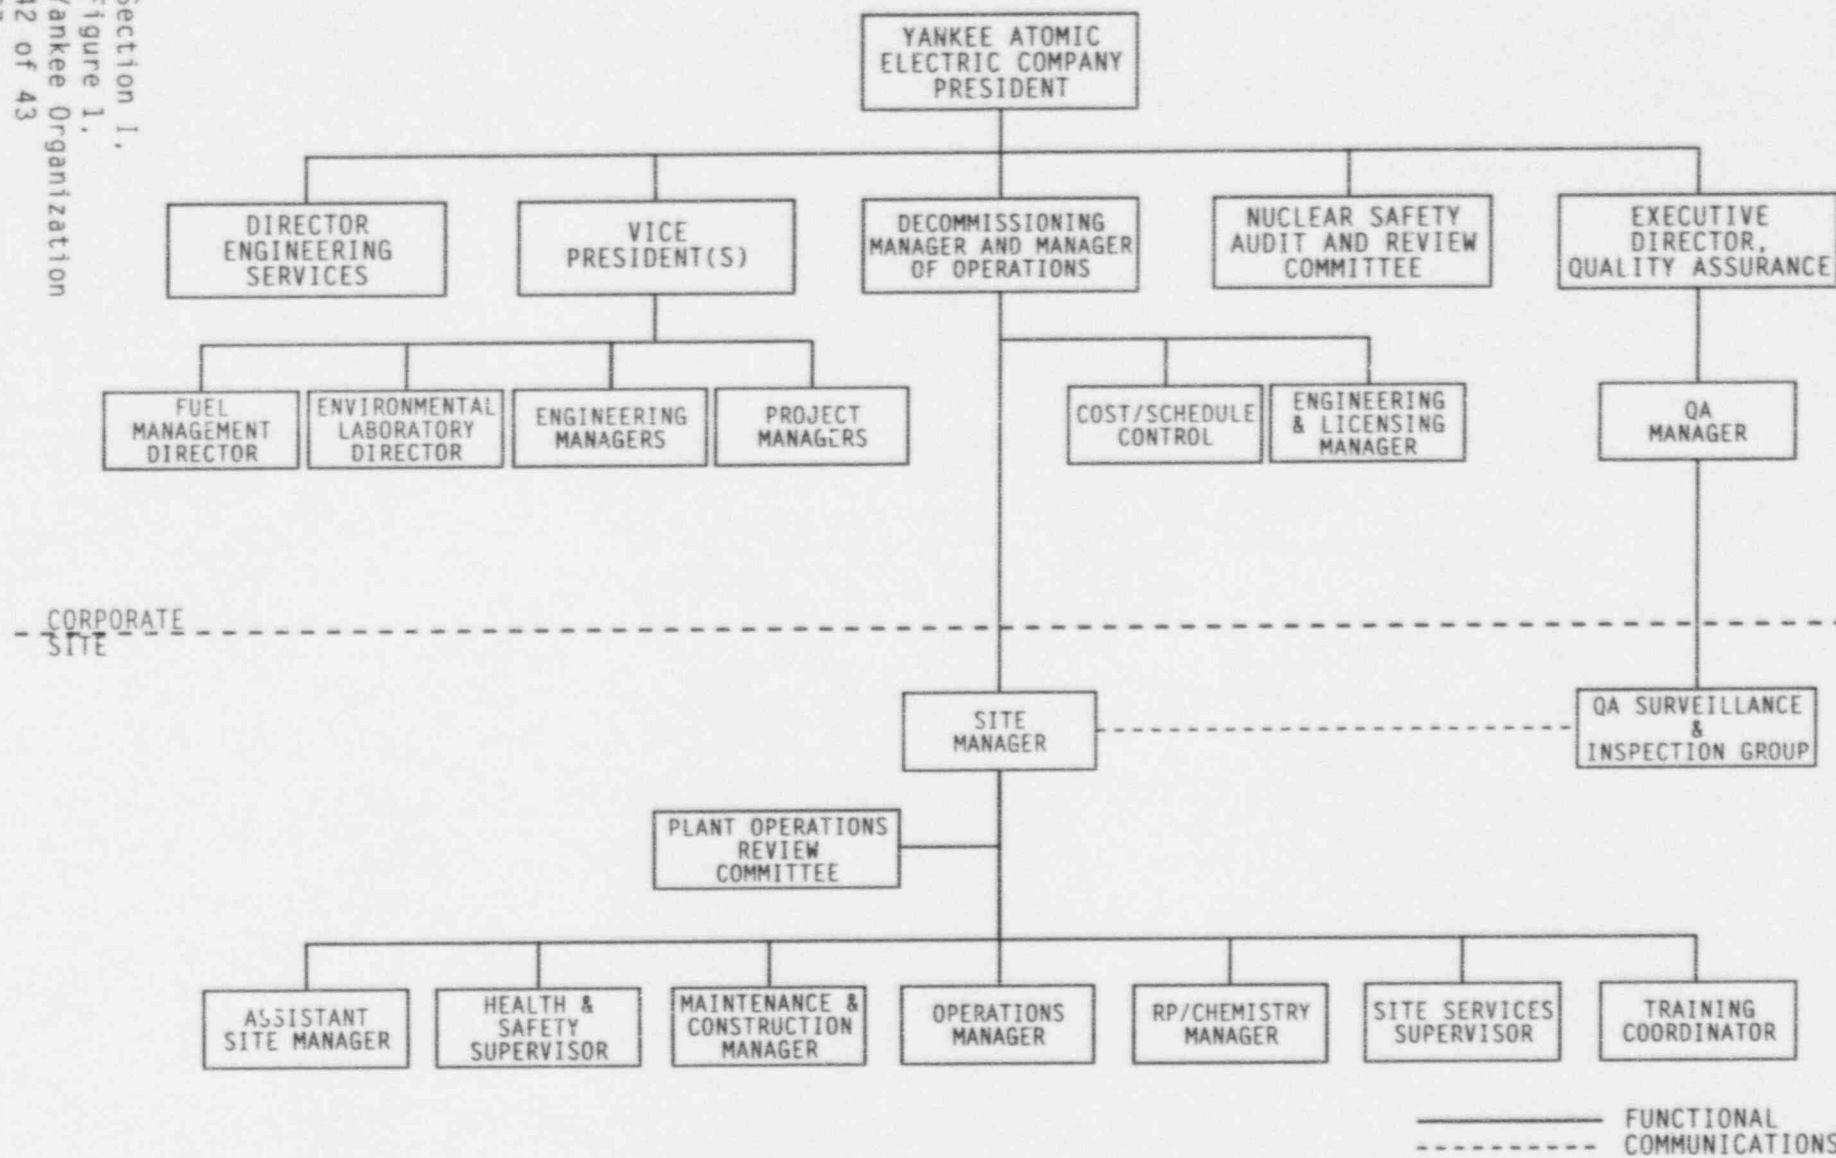 Section I,
Figure 1.
Yankee Organization
42 of 43
YANKEE ATOMIC
ELECTRIC COMPANY
PRESIDENT
DIRECTOR
ENGINEERING
SERVICES
VICE
PRESIDENT(S)
DECOMMISSIONING
MANAGER AND MANAGER
OF OPERATIONS
NUCLEAR SAFETY
AUDIT AND REVIEW
COMMITTEE
EXECUTIVE
DIRECTOR,
QUALITY ASSURANCE
FUEL
MANAGEMENT
DIRECTOR
ENVIRONMENTAL
LABORATORY
DIRECTOR
ENGINEERING
MANAGERS
PROJECT
MANAGERS
COST/SCHEDULE
CONTROL
ENGINEERING
& LICENSING
MANAGER
QA
MANAGER
CORPORATE
SITE
SITE
MANAGER
QA SURVEILLANCE
&
INSPECTION GROUP
PLANT OPERATIONS
REVIEW
COMMITTEE
ASSISTANT
SITE MANAGER
HEALTH &
SAFETY
SUPERVISOR
MAINTENANCE &
CONSTRUCTION
MANAGER
OPERATIONS
MANAGER
RP/CHEMISTRY
MANAGER
SITE SERVICES
SUPERVISOR
TRAINING
COORDINATOR
FUNCTIONAL
COMMUNICATIONS